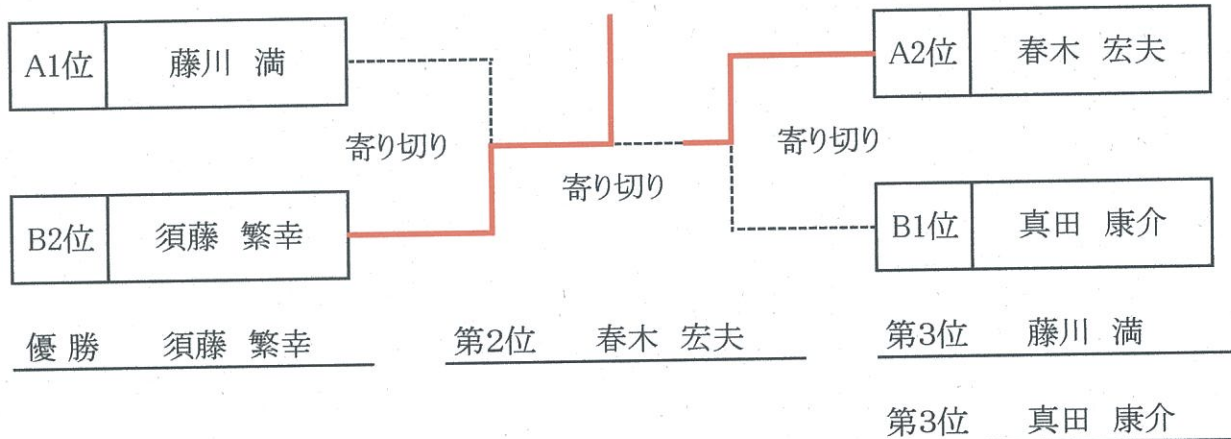 A1位 藤川 満
A2位 春木 宏夫
寄り切り
寄り切り
寄り切り
B2位 須藤 繁幸
B1位 真田 康介
優 勝 須藤 繁幸
第2位 春木 宏夫
第3位 藤川 満
第3位 真田 康介